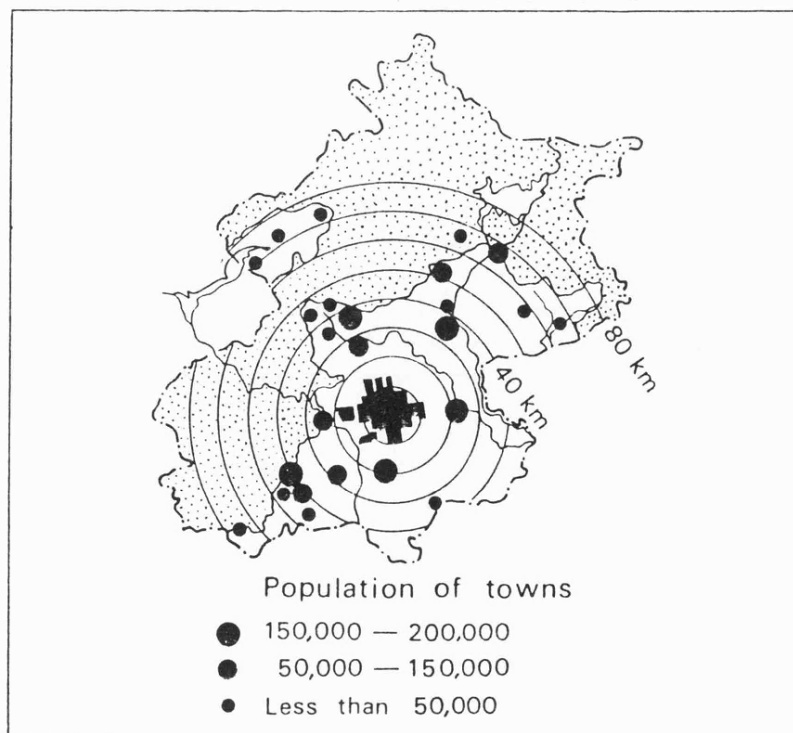 40 km
80 km
Population of towns
150,000 — 200,000
50,000 — 150,000
Less than 50,000